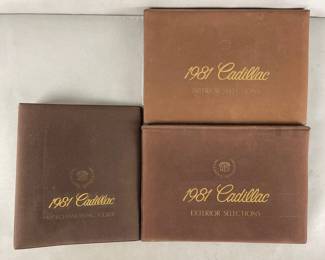 1981 Cadillac
INTERIOR SELECTIONS
1981 Cadillac
1981 Cadillac
EXTERIOR SELECTIONS